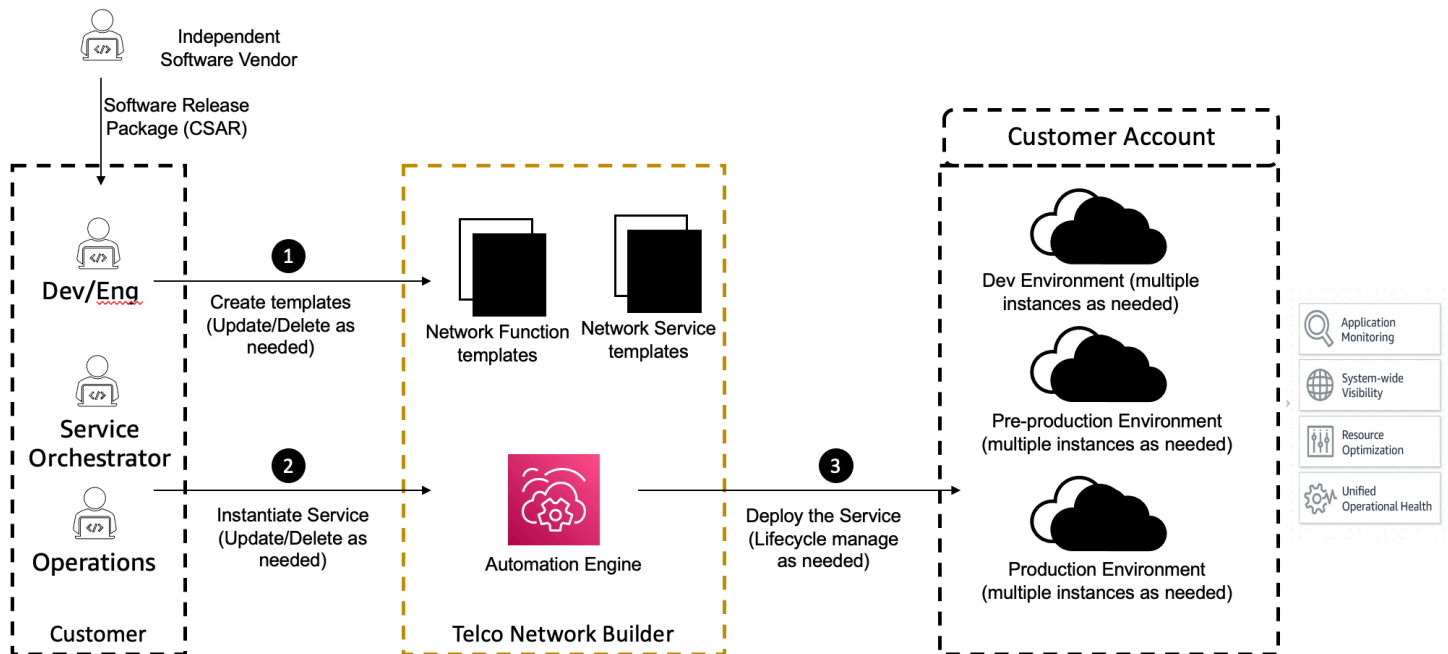 Independent
Software Vendor
Software Release
Package (CSAR)
Dev/Eng
Service
Orchestrator
Operations
Customer
1
Create templates
(Update/Delete as
needed)
2
Instantiate Service
(Update/Delete as
needed)
Network Function
templates
Network Service
templates
Automation Engine
Telco Network Builder
3
Deploy the Service
(Lifecycle manage
as needed)
Customer Account
Dev Environment (multiple
instances as needed)
Pre-production Environment
(multiple instances as needed)
Production Environment
(multiple instances as needed)
Application
Monitoring
System-wide
Visibility
Resource
Optimization
Unified
Operational Health